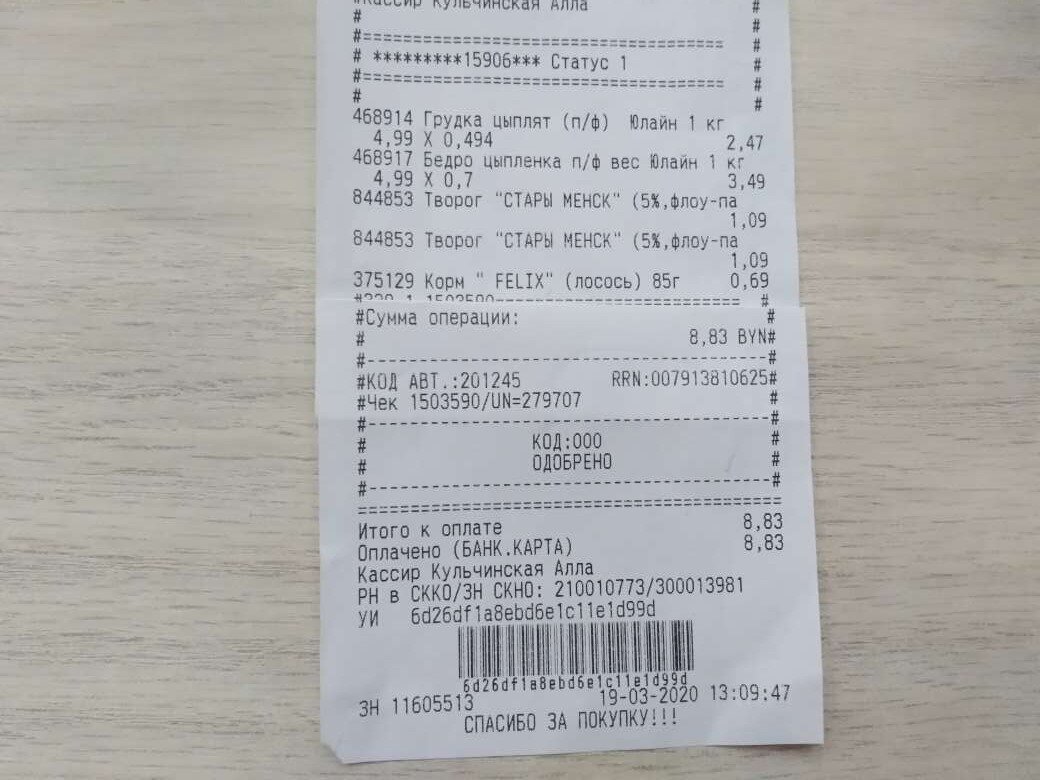 #Кассир Кульчинская Алла #
# #
#================================== #
# *********15906*** Статус 1 #
#================================== #
# #
468914 Грудка цыплят (п/ф) Юлайн 1 кг
4,99 X 0,494 2,47
468917 Бедро цыпленка п/ф вес Юлайн 1 кг
4,99 X 0,7 3,49
844853 Творог "СТАРЫ МЕНСК" (5%,флоу-па
1,09
844853 Творог "СТАРЫ МЕНСК" (5%,флоу-па
1,09
375129 Корм " FELIX" (лосось) 85г 0,69
#Сумма операции: #
# 8,83 BYN#
#--------------------------------------#
#КОД АВТ.:201245 RRN:007913810625#
#Чек 1503590/UN=279707 #
#--------------------------------------#
# КОД:000 #
# ОДОБРЕНО #
#--------------------------------------#
========================================
Итого к оплате 8,83
Оплачено (БАНК.КАРТА) 8,83
Кассир Кульчинская Алла
РН в СККО/ЗН СКНО: 210010773/300013981
УИ 6d26df1a8ebd6e1c11e1d99d
6d26df1a8ebd6e1c11e1d99d
ЗН 11605513 19-03-2020 13:09:47
СПАСИБО ЗА ПОКУПКУ!!!